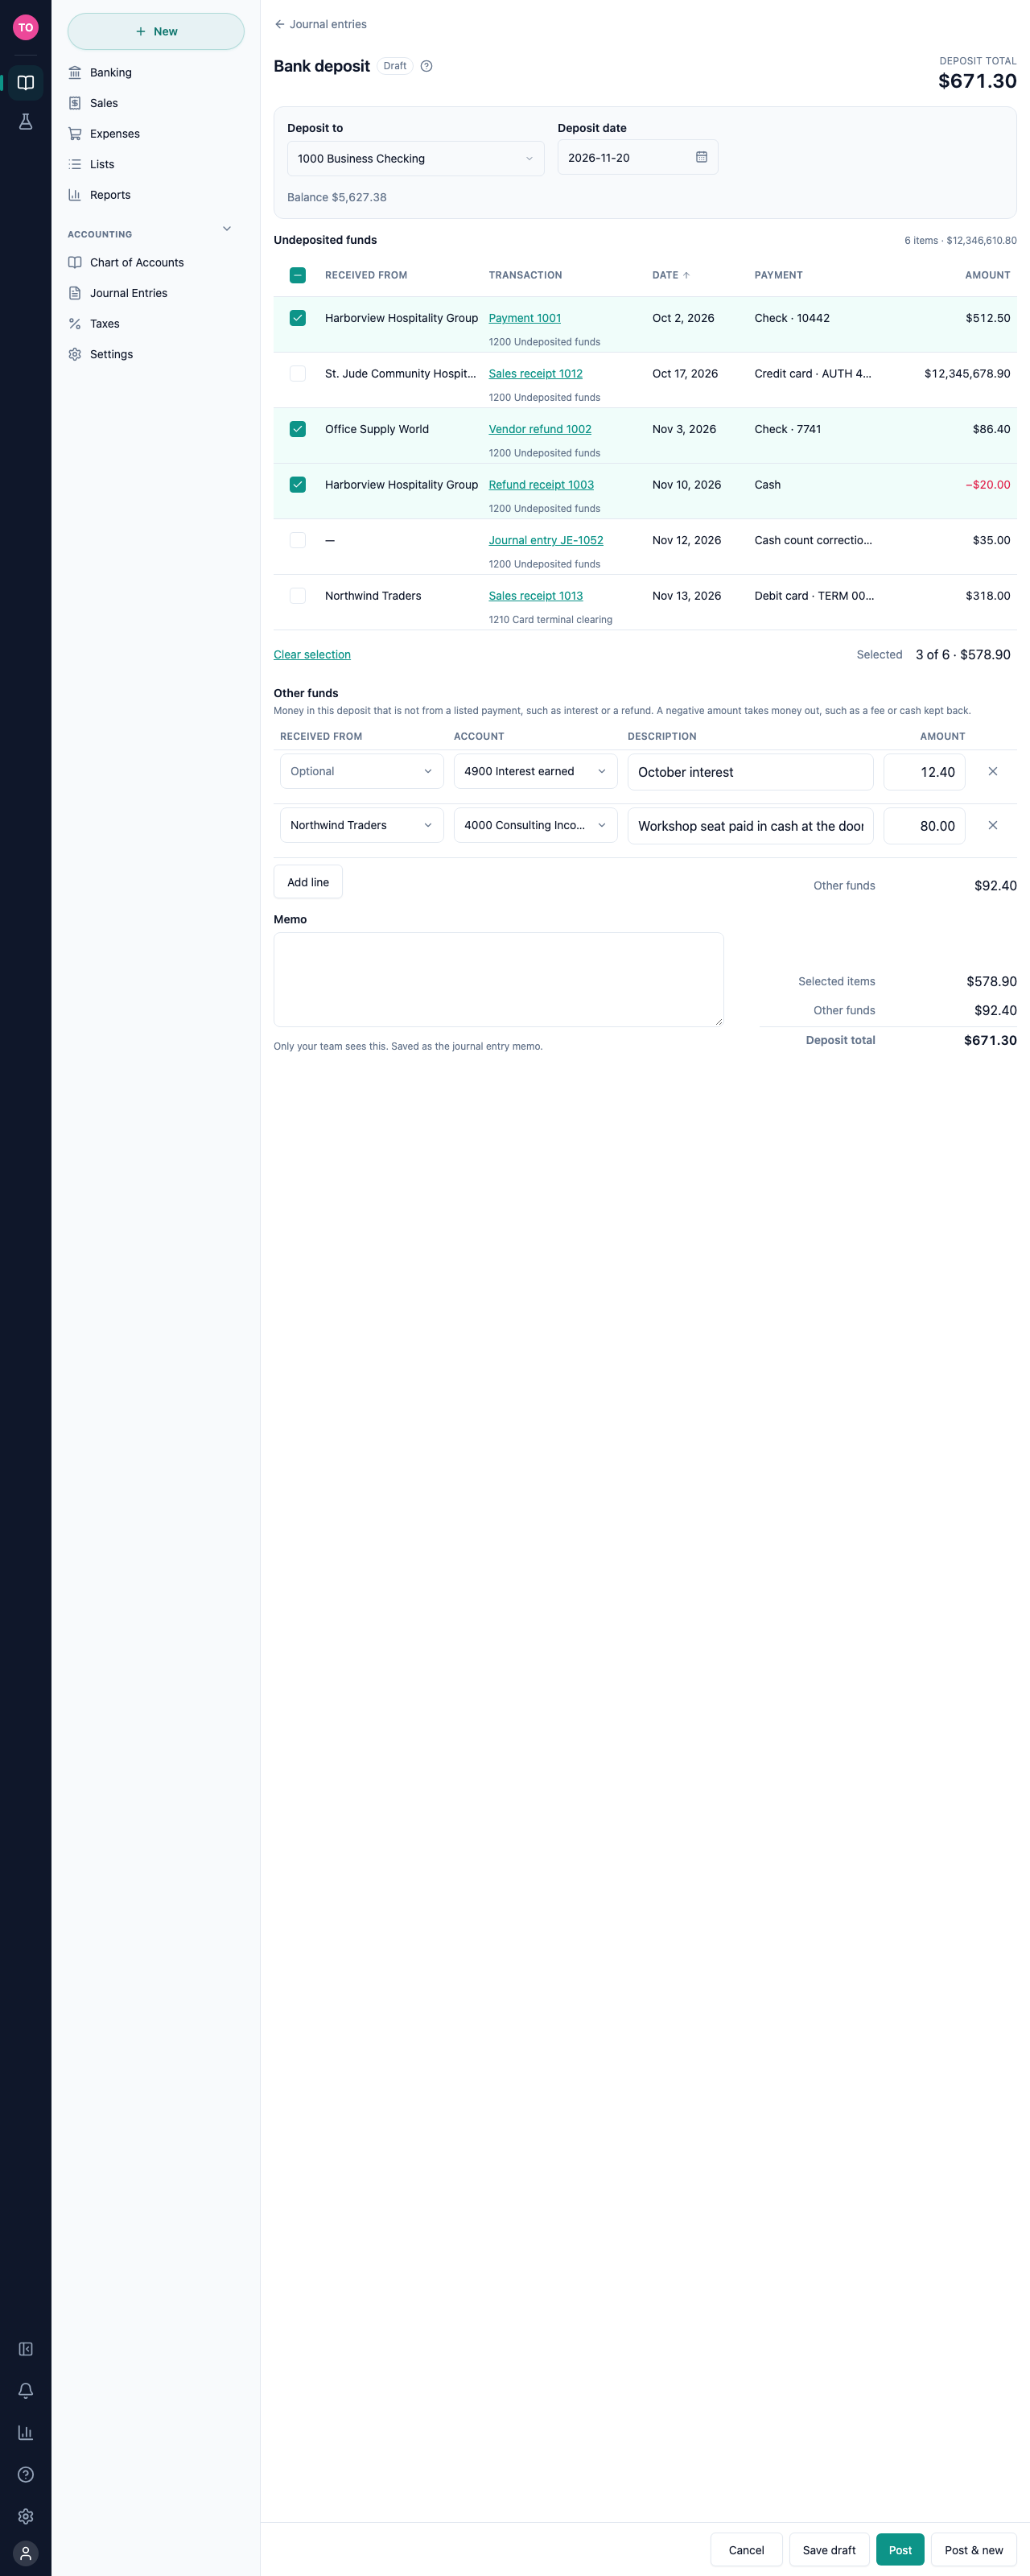 TO
New
Banking
Sales
Expenses
Lists
Reports
ACCOUNTING
Chart of Accounts
Journal Entries
Taxes
Settings
Journal entries
Bank deposit Draft
DEPOSIT TOTAL
$671.30
Deposit to Deposit date
1000 Business Checking 2026-11-20
Balance $5,627.38
Undeposited funds 6 items · $12,346,610.80
RECEIVED FROM TRANSACTION DATE ↑ PAYMENT AMOUNT
Harborview Hospitality Group Payment 1001 Oct 2, 2026 Check · 10442 $512.50
1200 Undeposited funds
St. Jude Community Hospit... Sales receipt 1012 Oct 17, 2026 Credit card · AUTH 4... $12,345,678.90
1200 Undeposited funds
Office Supply World Vendor refund 1002 Nov 3, 2026 Check · 7741 $86.40
1200 Undeposited funds
Harborview Hospitality Group Refund receipt 1003 Nov 10, 2026 Cash −$20.00
1200 Undeposited funds
— Journal entry JE-1052 Nov 12, 2026 Cash count correctio... $35.00
1200 Undeposited funds
Northwind Traders Sales receipt 1013 Nov 13, 2026 Debit card · TERM 00... $318.00
1210 Card terminal clearing
Clear selection Selected 3 of 6 · $578.90
Other funds
Money in this deposit that is not from a listed payment, such as interest or a refund. A negative amount takes money out, such as a fee or cash kept back.
RECEIVED FROM ACCOUNT DESCRIPTION AMOUNT
Optional 4900 Interest earned October interest 12.40
Northwind Traders 4000 Consulting Inco... Workshop seat paid in cash at the door 80.00
Add line Other funds $92.40
Memo
Selected items $578.90
Other funds $92.40
Deposit total $671.30
Only your team sees this. Saved as the journal entry memo.
Cancel Save draft Post Post & new